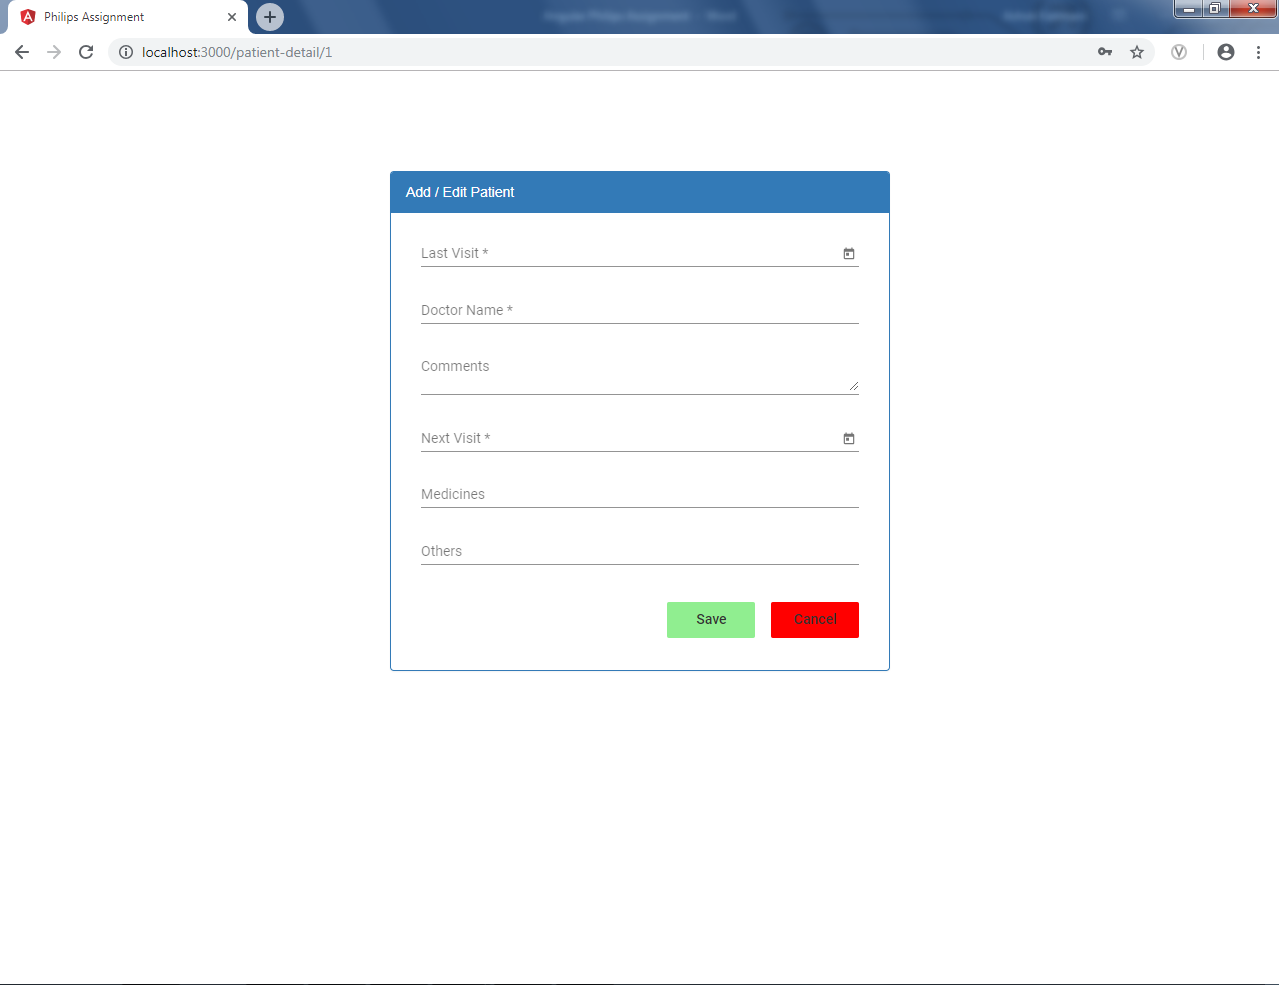 Philips Assignment
localhost:3000/patient-detail/1
Add / Edit Patient
Last Visit *
Doctor Name *
Comments
Next Visit *
Medicines
Others
Save
Cancel